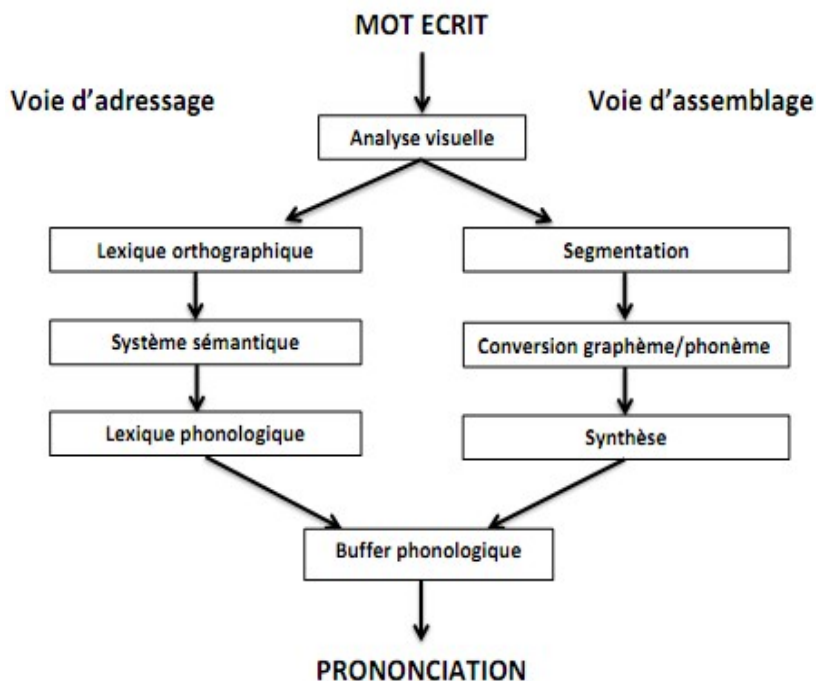 MOT ECRIT
Voie d'adressage
Voie d'assemblage
Analyse visuelle
Lexique orthographique
Segmentation
Système sémantique
Conversion graphème/phonème
Lexique phonologique
Synthèse
Buffer phonologique
PRONONCIATION